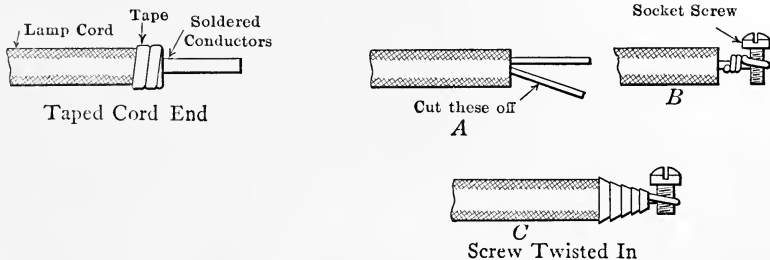 Lamp Cord
Tape
Soldered
Conductors
Taped Cord End
Cut these off
A
Socket Screw
B
C
Screw Twisted In